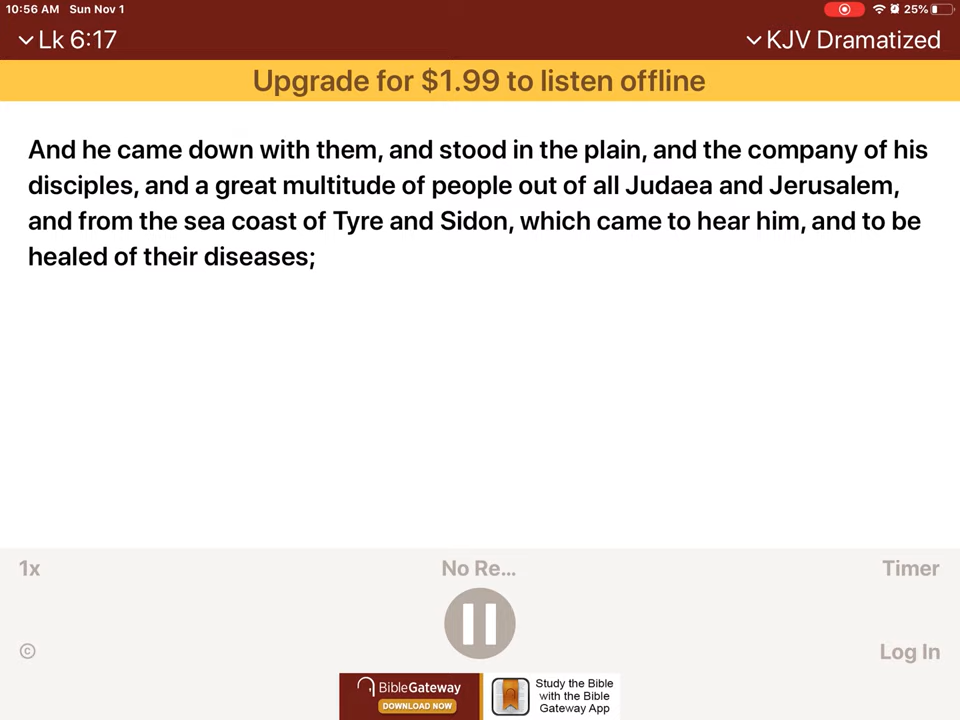 10:56 AM Sun Nov 1
25%
Lk 6:17
KJV Dramatized
Upgrade for $1.99 to listen offline
And he came down with them, and stood in the plain, and the company of his
disciples, and a great multitude of people out of all Judaea and Jerusalem,
and from the sea coast of Tyre and Sidon, which came to hear him, and to be
healed of their diseases;
1x
No Re...
Timer
©
Log In
BibleGateway
DOWNLOAD NOW
Study the Bible
with the Bible
Gateway App